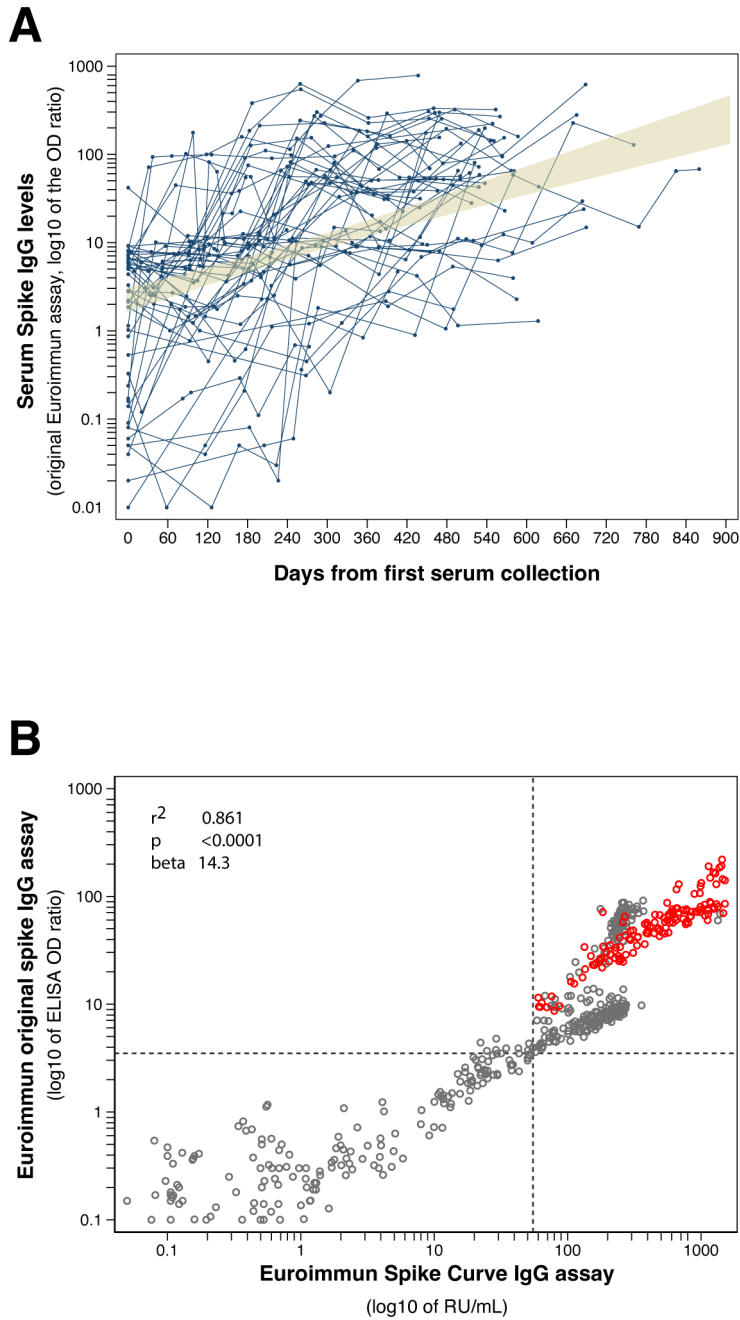 A
Serum Spike IgG levels
(original Euroimmun assay, log10 of the OD ratio)
1000
100
10
1
0.1
0.01
0 60 120 180 240 300 360 420 480 540 600 660 720 780 840 900
Days from first serum collection
B
Euroimmun original spike IgG assay
(log10 of ELISA OD ratio)
1000
100
10
1
0.1
r2 0.861
p <0.0001
beta 14.3
0.1 1 10 100 1000
Euroimmun Spike Curve IgG assay
(log10 of RU/mL)